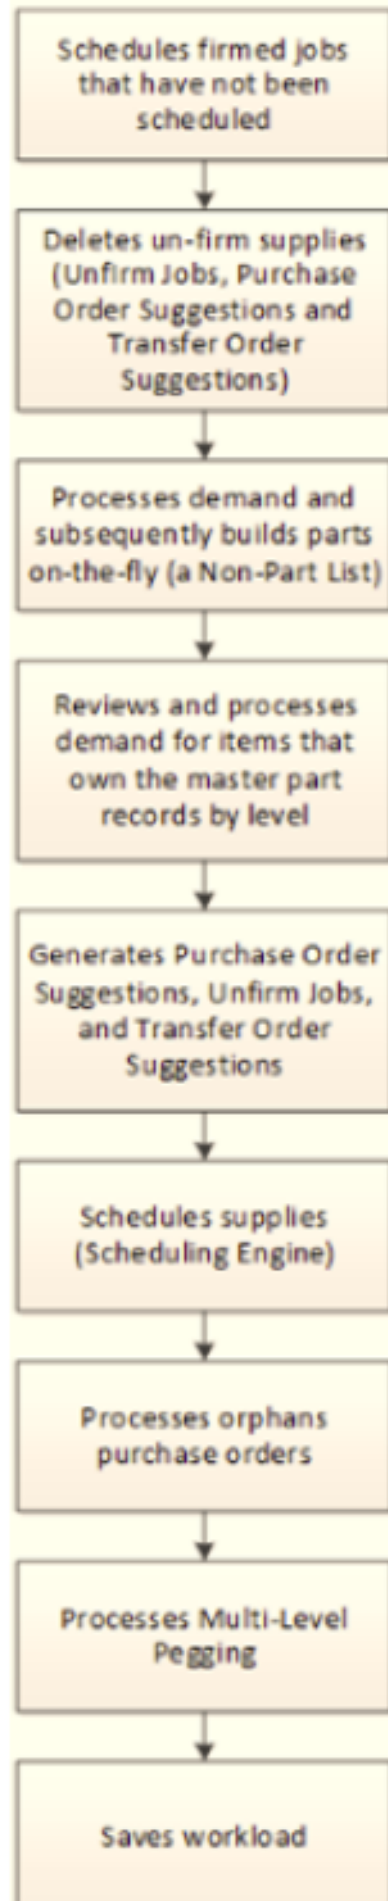 Schedules firmed jobs
that have not been
scheduled
Deletes un-firm supplies
(Unfirm Jobs, Purchase
Order Suggestions and
Transfer Order
Suggestions)
Processes demand and
subsequently builds parts
on-the-fly (a Non-Part List)
Reviews and processes
demand for items that
own the master part
records by level
Generates Purchase Order
Suggestions, Unfirm Jobs,
and Transfer Order
Suggestions
Schedules supplies
(Scheduling Engine)
Processes orphans
purchase orders
Processes Multi-Level
Pegging
Saves workload